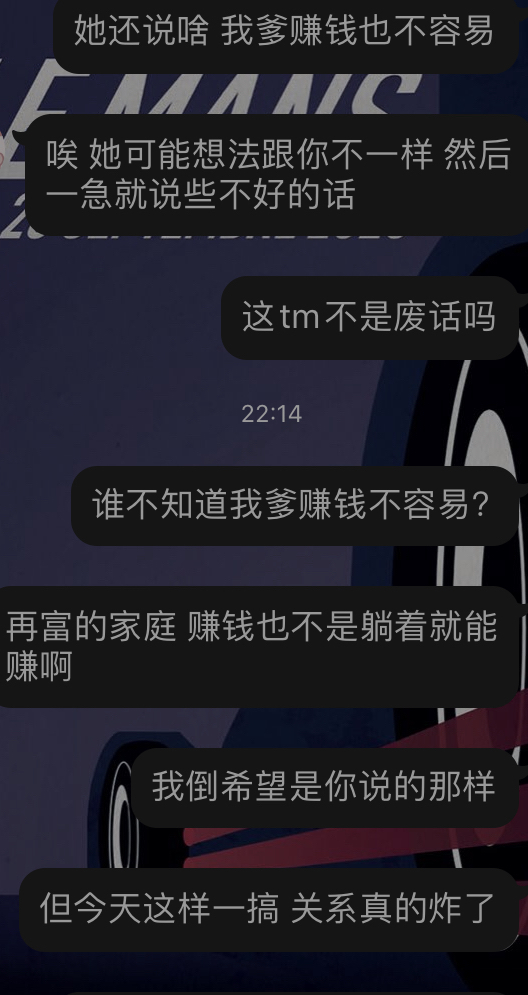 她还说啥 我爹赚钱也不容易
LE MANS
唉 她可能想法跟你不一样 然后
一急就说些不好的话
这tm不是废话吗
22:14
谁不知道我爹赚钱不容易?
再富的家庭 赚钱也不是躺着就能
赚啊
我倒希望是你说的那样
但今天这样一搞 关系真的炸了